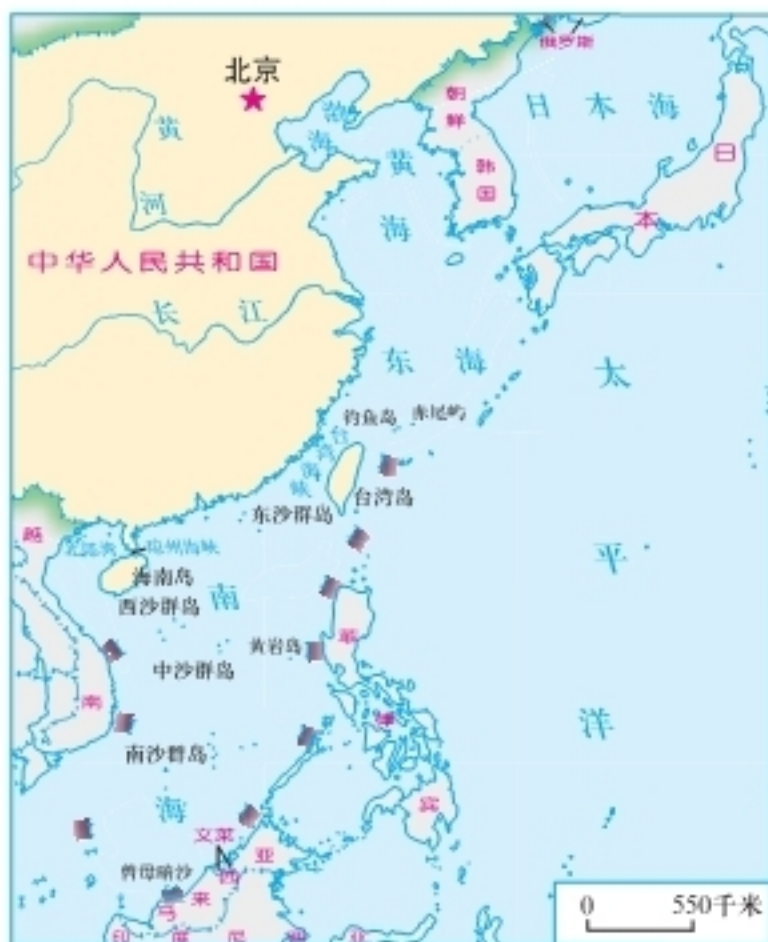 俄罗斯
北京
朝鲜
日本海
渤海
黄河
黄海
韩国
日本
中华人民共和国
长江
东海
太平洋
钓鱼岛
赤尾屿
台湾海峡
台湾岛
东沙群岛
越南
北部湾
琼州海峡
海南岛
西沙群岛
南海
黄岩岛
菲律宾
中沙群岛
南沙群岛
文莱
曾母暗沙
马来西亚
印度尼西亚
0 550千米